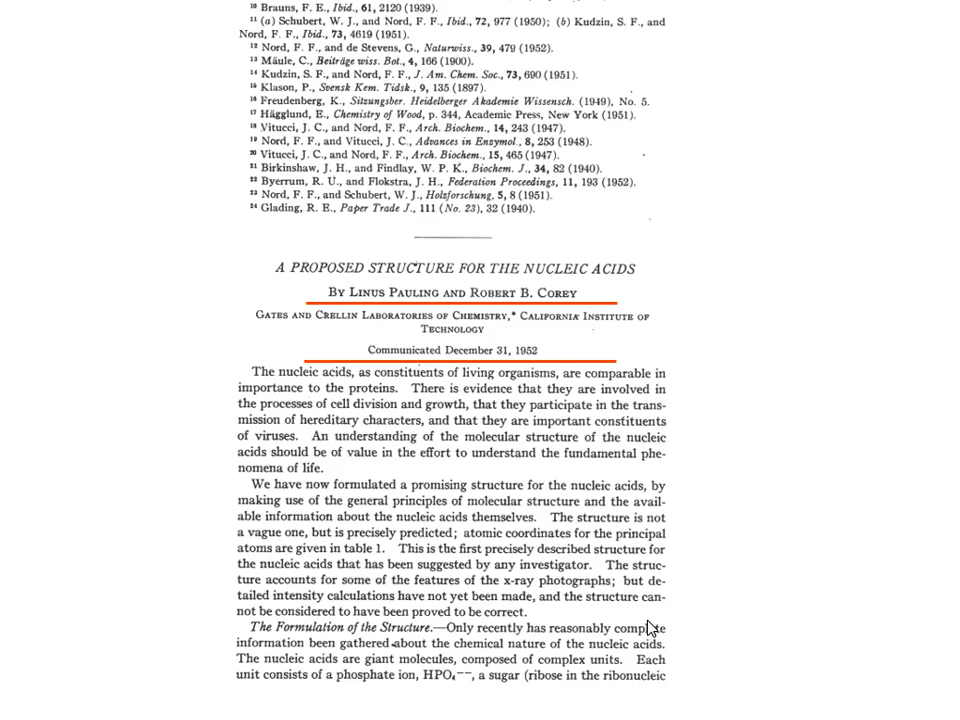 ¹⁰ Brauns, F. E., Ibid., 61, 2120 (1939).
¹¹ (a) Schubert, W. J., and Nord, F. F., Ibid., 72, 977 (1950); (b) Kudzin, S. F., and
Nord, F. F., Ibid., 73, 4619 (1951).
¹² Nord, F. F., and de Stevens, G., Naturwiss., 39, 479 (1952).
¹³ Mäule, C., Beiträge wiss. Bot., 4, 166 (1900).
¹⁴ Kudzin, S. F., and Nord, F. F., J. Am. Chem. Soc., 73, 690 (1951).
¹⁵ Klason, P., Svensk Kem. Tidsk., 9, 135 (1897).
¹⁶ Freudenberg, K., Sitzungsber. Heidelberger Akademie Wissensch. (1949), No. 5.
¹⁷ Hägglund, E., Chemistry of Wood, p. 344, Academic Press, New York (1951).
¹⁸ Vitucci, J. C., and Nord, F. F., Arch. Biochem., 14, 243 (1947).
¹⁹ Nord, F. F., and Vitucci, J. C., Advances in Enzymol., 8, 253 (1948).
²⁰ Vitucci, J. C., and Nord, F. F., Arch. Biochem., 15, 465 (1947).
²¹ Birkinshaw, J. H., and Findlay, W. P. K., Biochem. J., 34, 82 (1940).
²² Byerrum, R. U., and Flokstra, J. H., Federation Proceedings, 11, 193 (1952).
²³ Nord, F. F., and Schubert, W. J., Holzforschung, 5, 8 (1951).
²⁴ Glading, R. E., Paper Trade J., 111 (No. 23), 32 (1940).
A PROPOSED STRUCTURE FOR THE NUCLEIC ACIDS
BY LINUS PAULING AND ROBERT B. COREY
GATES AND CRELLIN LABORATORIES OF CHEMISTRY,* CALIFORNIA INSTITUTE OF
TECHNOLOGY
Communicated December 31, 1952
The nucleic acids, as constituents of living organisms, are comparable in
importance to the proteins. There is evidence that they are involved in
the processes of cell division and growth, that they participate in the trans-
mission of hereditary characters, and that they are important constituents
of viruses. An understanding of the molecular structure of the nucleic
acids should be of value in the effort to understand the fundamental phe-
nomena of life.
We have now formulated a promising structure for the nucleic acids, by
making use of the general principles of molecular structure and the avail-
able information about the nucleic acids themselves. The structure is not
a vague one, but is precisely predicted; atomic coordinates for the principal
atoms are given in table 1. This is the first precisely described structure for
the nucleic acids that has been suggested by any investigator. The struc-
ture accounts for some of the features of the x-ray photographs; but de-
tailed intensity calculations have not yet been made, and the structure can-
not be considered to have been proved to be correct.
The Formulation of the Structure.—Only recently has reasonably complete
information been gathered about the chemical nature of the nucleic acids.
The nucleic acids are giant molecules, composed of complex units. Each
unit consists of a phosphate ion, HPO₄⁻⁻, a sugar (ribose in the ribonucleic